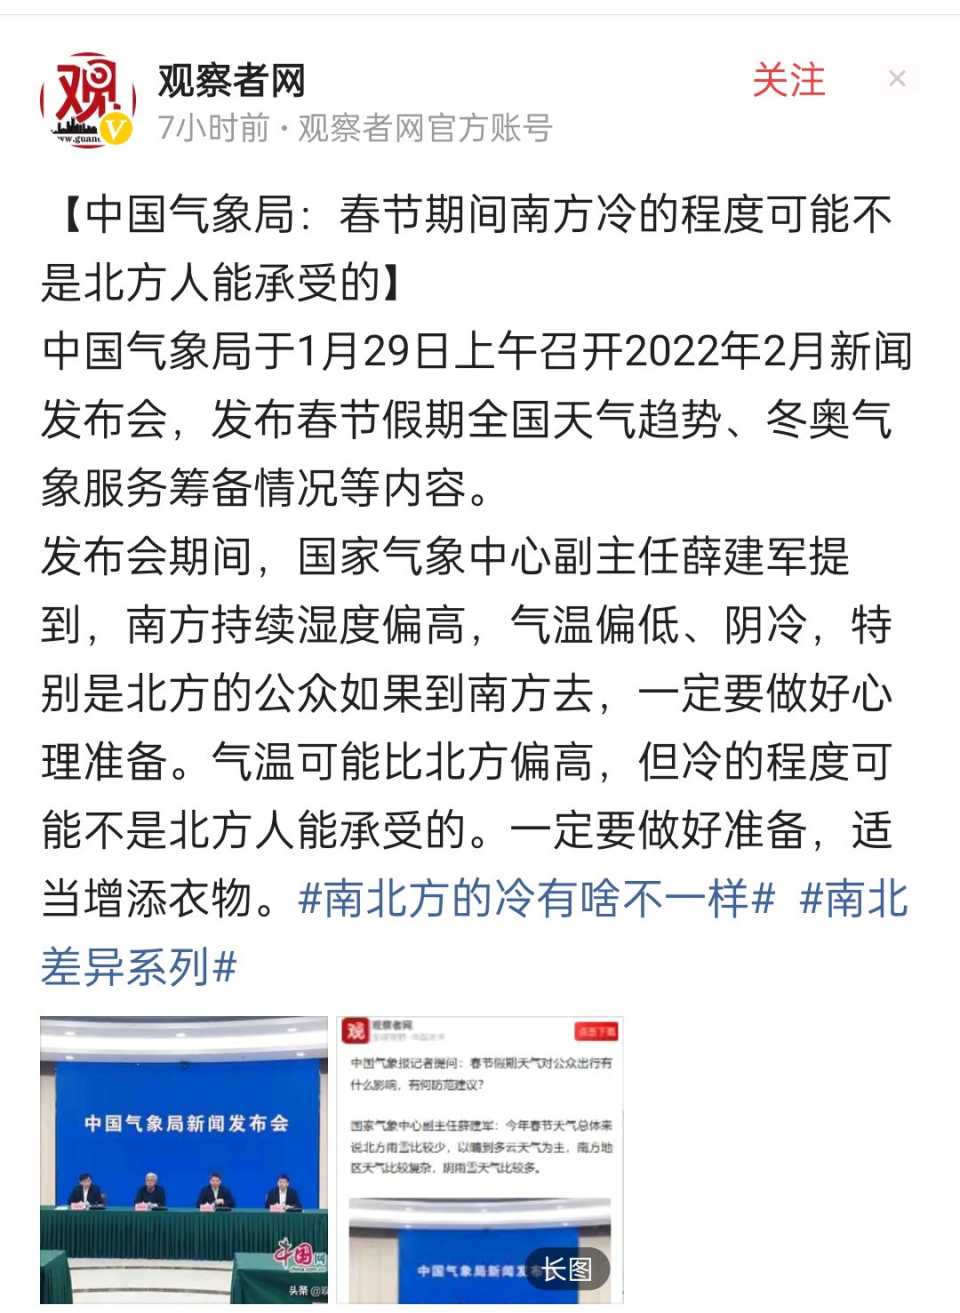 观
V
www.guan
观察者网
关注
7小时前·观察者网官方账号
【中国气象局：春节期间南方冷的程度可能不
是北方人能承受的】
中国气象局于1月29日上午召开2022年2月新闻
发布会，发布春节假期全国天气趋势、冬奥气
象服务筹备情况等内容。
发布会期间，国家气象中心副主任薛建军提
到，南方持续湿度偏高，气温偏低、阴冷，特
别是北方的公众如果到南方去，一定要做好心
理准备。气温可能比北方偏高，但冷的程度可
能不是北方人能承受的。一定要做好准备，适
当增添衣物。#南北方的冷有啥不一样# #南北
差异系列#
中国气象局新闻发布会
中国网
头条 @观
观
观察者网
点击下载
中国气象报记者提问：春节假期天气对公众出行有
什么影响，有何防范建议？
国家气象中心副主任薛建军：今年春节天气总体来
说北方雨雪比较少，以晴到多云天气为主，南方地
区天气比较复杂，阴雨雪天气比较多。
中国气象局新闻发布
长图